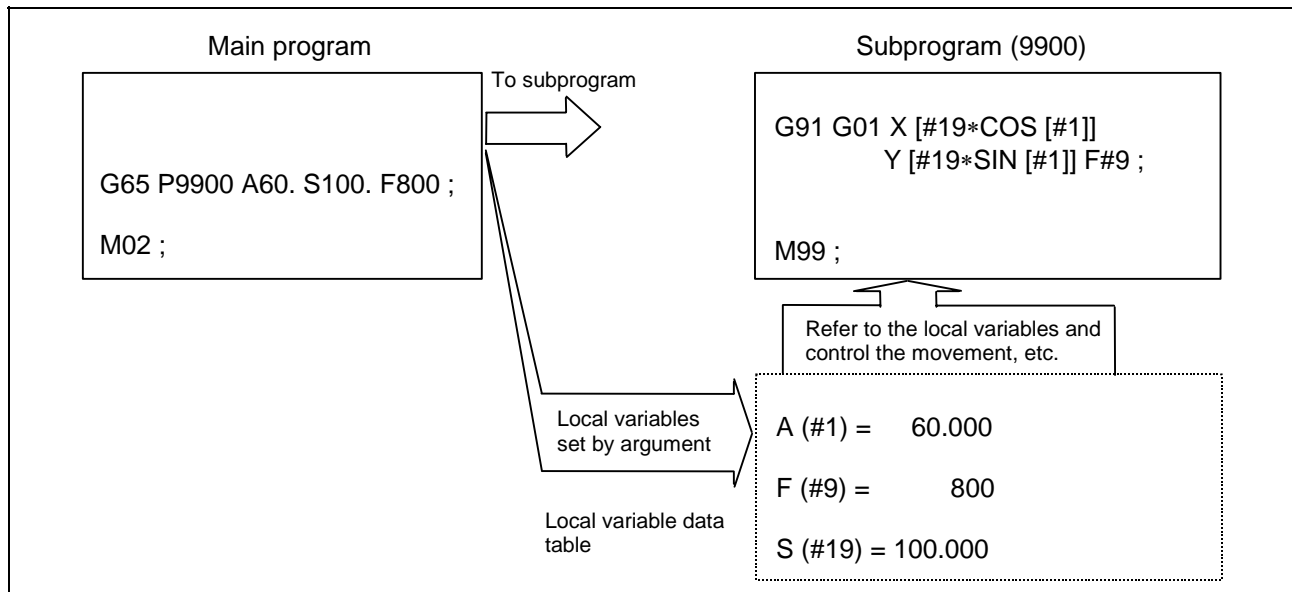 Main program
To subprogram
G65 P9900 A60. S100. F800 ;
M02 ;
Subprogram (9900)
G91 G01 X [#19∗COS [#1]]
Y [#19∗SIN [#1]] F#9 ;
M99 ;
Refer to the local variables and
control the movement, etc.
Local variables
set by argument
Local variable data
table
A (#1) = 60.000
F (#9) = 800
S (#19) = 100.000